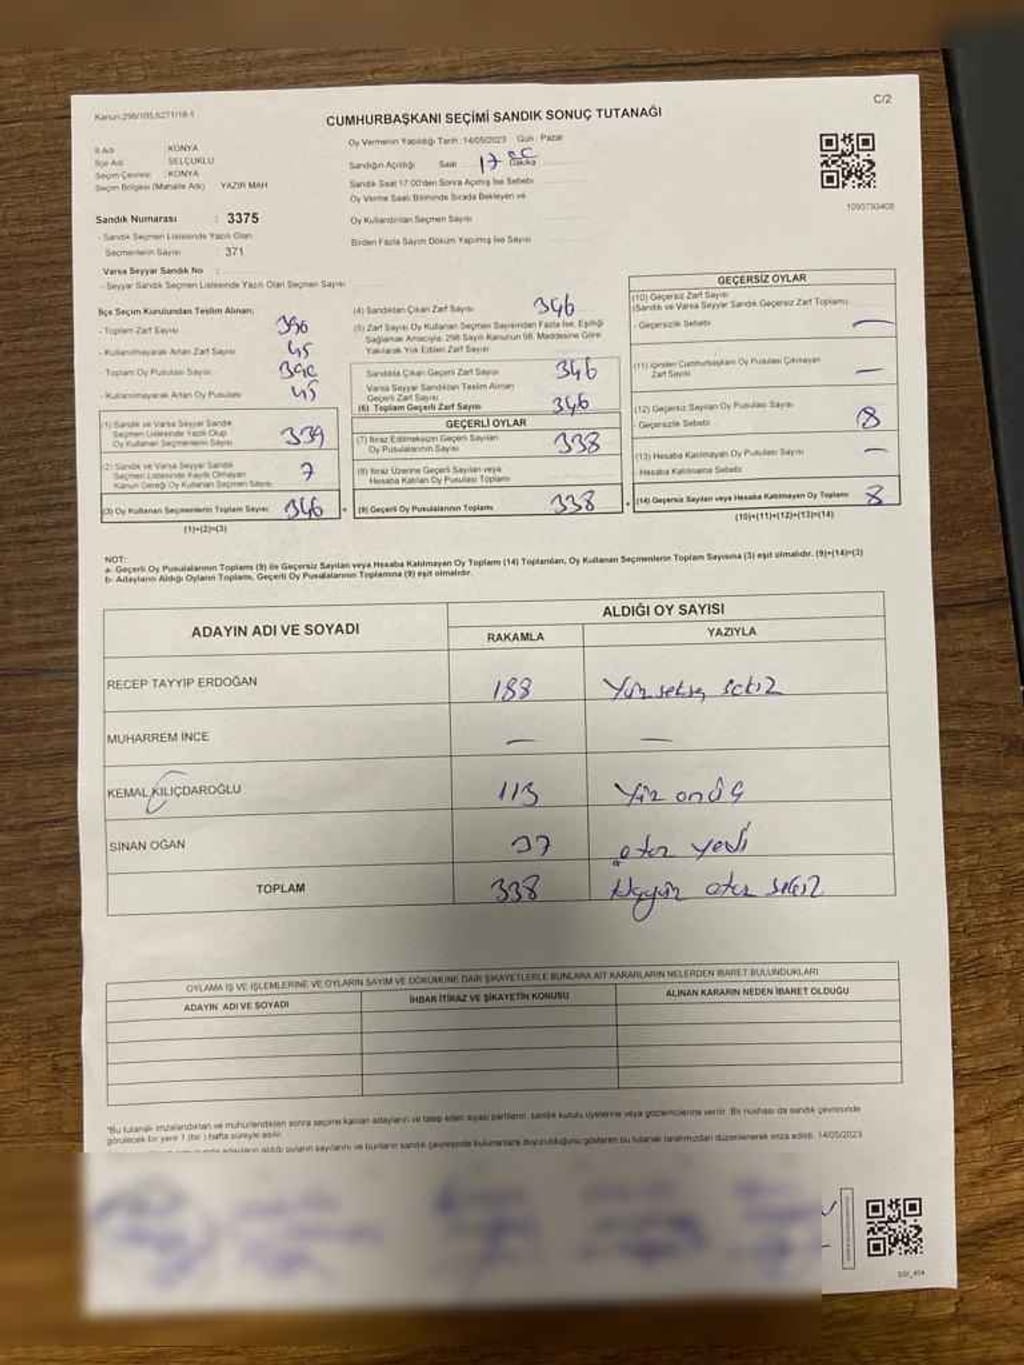 Kanun:298/105,6271/18-1
C/2
CUMHURBAŞKANI SEÇİMİ SANDIK SONUÇ TUTANAĞI
İl Adı : KONYA
İlçe Adı : SELÇUKLU
Seçim Çevresi : KONYA
Seçim Bölgesi (Mahalle Adı) YAZIR MAH
Sandık Numarası : 3375
- Sandık Seçmen Listesinde Yazılı Olan
Seçmenlerin Sayısı 371
Varsa Seyyar Sandık No :
- Seyyar Sandık Seçmen Listesinde Yazılı Olan Seçmen Sayısı
Oy Vermenin Yapıldığı Tarih :14/05/2023 Gün : Pazar
Sandığın Açıldığı Saat 17 Dakika
Sandık Saat 17:00'den Sonra Açılmış İse Sebebi
Oy Verme Saati Bitiminde Sırada Bekleyen ve
Oy Kullandırılan Seçmen Sayısı
Birden Fazla Sayım Döküm Yapılmış İse Sayısı
1090793408
İlçe Seçim Kurulundan Teslim Alınan;
- Toplam Zarf Sayısı
- Kullanılmayarak Artan Zarf Sayısı 45
- Toplam Oy Pusulası Sayısı
- Kullanılmayarak Artan Oy Pusulası 45
(1) Sandık ve Varsa Seyyar Sandık
Seçmen Listesinde Yazılı Olup
Oy Kullanan Seçmenlerin Sayısı 339
(2) Sandık ve Varsa Seyyar Sandık
Seçmen Listesinde Kayıtlı Olmayan
Kanun Gereği Oy Kullanan Seçmen Sayısı 7
(3) Oy Kullanan Seçmenlerin Toplam Sayısı 346
(1)+(2)=(3)
(4) Sandıktan Çıkan Zarf Sayısı 346
(5) Zarf Sayısı Oy Kullanan Seçmen Sayısından Fazla İse, Eşitliği
Sağlamak Amacıyla, 298 Sayılı Kanunun 98. Maddesine Göre
Yakılarak Yok Edilen Zarf Sayısı
Sandıkta Çıkan Geçerli Zarf Sayısı 346
Varsa Seyyar Sandıktan Teslim Alınan
Geçerli Zarf Sayısı
(6) Toplam Geçerli Zarf Sayısı 346
GEÇERLİ OYLAR
(7) İtiraz Edilmeksizin Geçerli Sayılan
Oy Pusulalarının Sayısı 338
(8) İtiraz Üzerine Geçerli Sayılan veya
Hesaba Katılan Oy Pusulası Toplamı
(9) Geçerli Oy Pusulalarının Toplamı 338
GEÇERSİZ OYLAR
(10) Geçersiz Zarf Sayısı
(Sandık ve Varsa Seyyar Sandık Geçersiz Zarf Toplamı)
- Geçersizlik Sebebi —
(11) İçinden Cumhurbaşkanı Oy Pusulası Çıkmayan
Zarf Sayısı —
(12) Geçersiz Sayılan Oy Pusulası Sayısı
- Geçersizlik Sebebi 8
(13) Hesaba Katılmayan Oy Pusulası Sayısı —
Hesaba Katılmama Sebebi
(14) Geçersiz Sayılan veya Hesaba Katılmayan Oy Toplamı 8
(10)+(11)+(12)+(13)=(14)
NOT:
a- Geçerli Oy Pusulalarının Toplamı (9) ile Geçersiz Sayılan veya Hesaba Katılmayan Oy Toplamı (14) Toplamları, Oy Kullanan Seçmenlerin Toplam Sayısına (3) eşit olmalıdır. (9)+(14)=(3)
b- Adayların Aldığı Oyların Toplamı, Geçerli Oy Pusulalarının Toplamına (9) eşit olmalıdır.
ADAYIN ADI VE SOYADI ALDIĞI OY SAYISI
RAKAMLA YAZIYLA
RECEP TAYYİP ERDOĞAN 188 Yüzseksen sekiz
MUHARREM İNCE — —
KEMAL KILIÇDAROĞLU 113 Yüz onüç
SİNAN OĞAN 37 otuz yedi
TOPLAM 338 üçyüz otuz sekiz
OYLAMA İŞ VE İŞLEMLERİNE VE OYLARIN SAYIM VE DÖKÜMÜNE DAİR ŞİKAYETLERLE BUNLARA AİT KARARLARIN NELERDEN İBARET BULUNDUKLARI
ADAYIN ADI VE SOYADI İHBAR İTİRAZ VE ŞİKAYETİN KONUSU ALINAN KARARIN NEDEN İBARET OLDUĞU
*Bu tutanak imzalandıktan ve mühürlendikten sonra seçime katılan adayların ve talep eden siyasi partilerin, sandık kurulu üyelerine veya gözlemcilerine verilir. Bir nüshası da sandık çevresinde
görülecek bir yere 1 (bir ) hafta süreyle asılır.
adayların aldığı oyların sayılarını ve bunların sandık çevresinde bulunanlara duyurulduğunu gösteren bu tutanak tarafımızdan düzenlenerek imza edildi. 14/05/2023